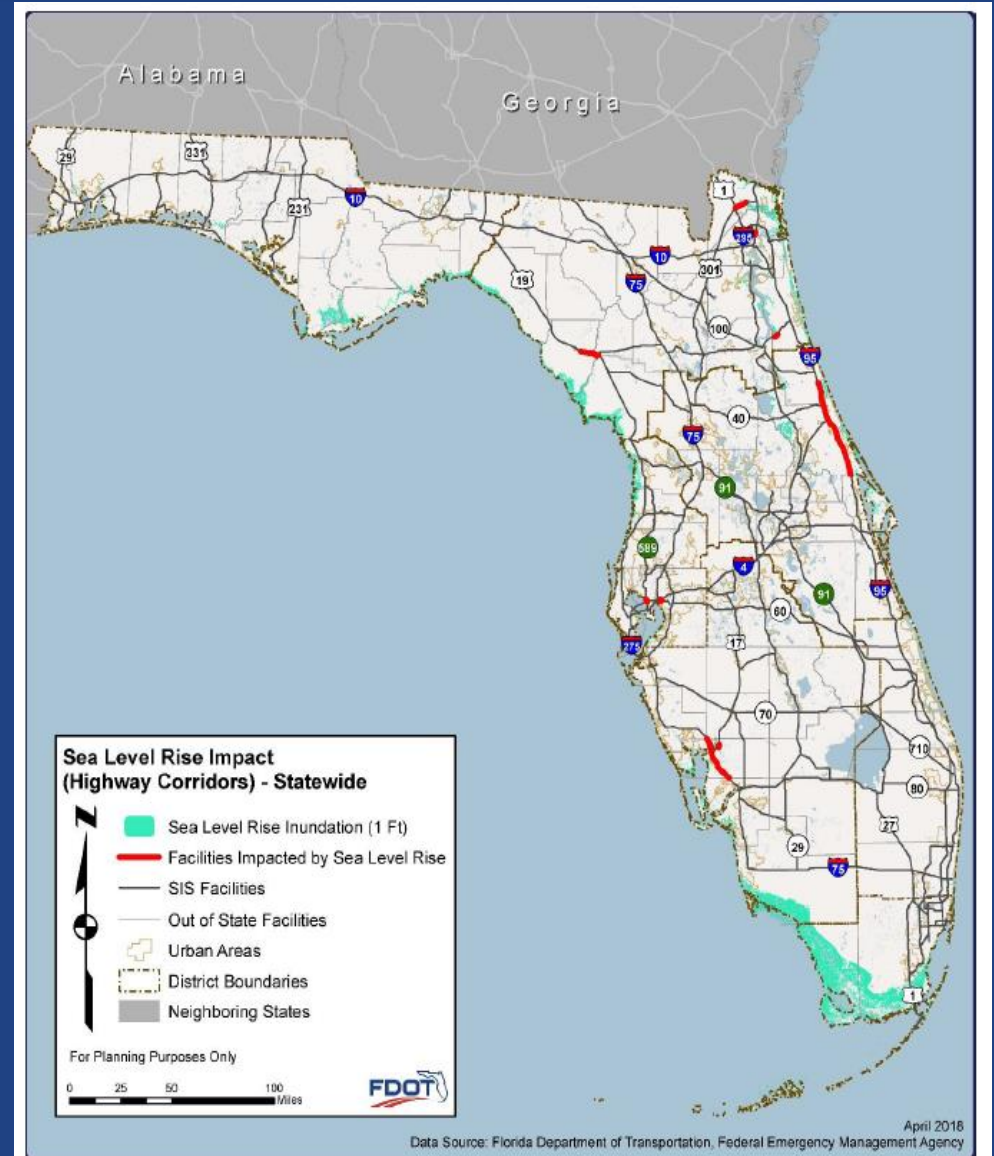 Alabama
Georgia
29
331
231
10
1
295
10
301
19
75
100
95
40
75
91
589
4
95
91
60
275
17
70
710
80
27
29
75
1
Sea Level Rise Impact
(Highway Corridors) - Statewide
N
Sea Level Rise Inundation (1 Ft)
Facilities Impacted by Sea Level Rise
SIS Facilities
Out of State Facilities
Urban Areas
District Boundaries
Neighboring States
For Planning Purposes Only
0 25 50 100
Miles
FDOT
April 2018
Data Source: Florida Department of Transportation, Federal Emergency Management Agency